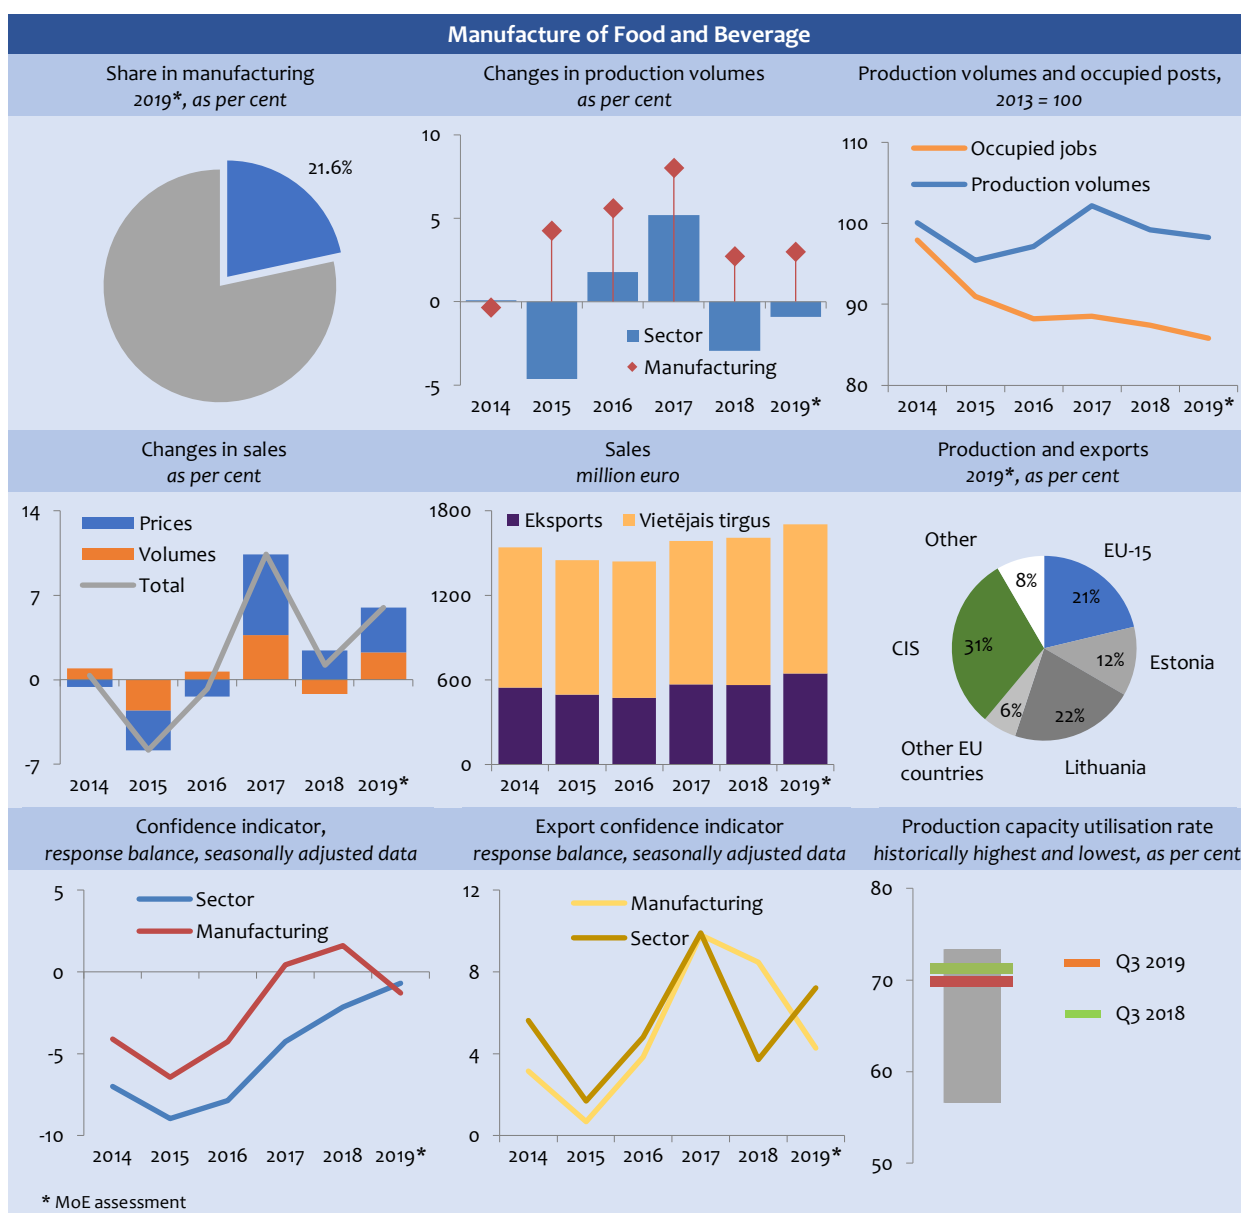 Manufacture of Food and Beverage
Share in manufacturing
2019*, as per cent
21.6%
Changes in production volumes
as per cent
10
5
0
-5
Sector
Manufacturing
2014 2015 2016 2017 2018 2019*
Production volumes and occupied posts,
2013 = 100
110
100
90
80
Occupied jobs
Production volumes
2014 2015 2016 2017 2018 2019*
Changes in sales
as per cent
14
7
0
-7
Prices
Volumes
Total
2014 2015 2016 2017 2018 2019*
Sales
million euro
1800
1200
600
0
Eksports Vietējais tirgus
2014 2015 2016 2017 2018 2019*
Production and exports
2019*, as per cent
Other
8%
EU-15
21%
CIS
31%
12%
Estonia
6%
22%
Other EU
countries
Lithuania
Confidence indicator,
response balance, seasonally adjusted data
5
0
-5
-10
Sector
Manufacturing
2014 2015 2016 2017 2018 2019*
Export confidence indicator
response balance, seasonally adjusted data
12
8
4
0
Manufacturing
Sector
2014 2015 2016 2017 2018 2019*
Production capacity utilisation rate
historically highest and lowest, as per cent
80
70
60
50
Q3 2019
Q3 2018
* MoE assessment